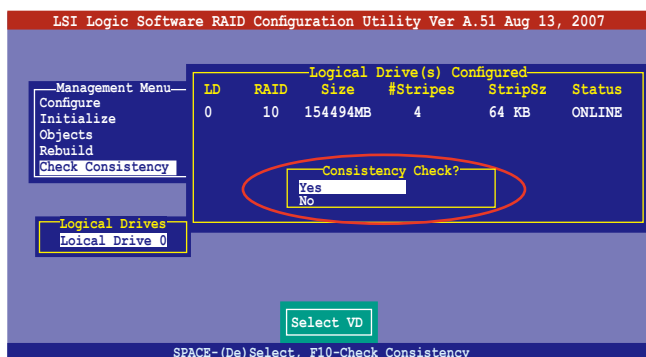 LSI Logic Software RAID Configuration Utility Ver A.51 Aug 13, 2007
Logical Drive(s) Configured
LD RAID Size #Stripes StripSz Status
0 10 154494MB 4 64 KB ONLINE
Management Menu
Configure
Initialize
Objects
Rebuild
Check Consistency
Consistency Check?
Yes
No
Logical Drives
Loical Drive 0
Select VD
SPACE-(De)Select, F10-Check Consistency